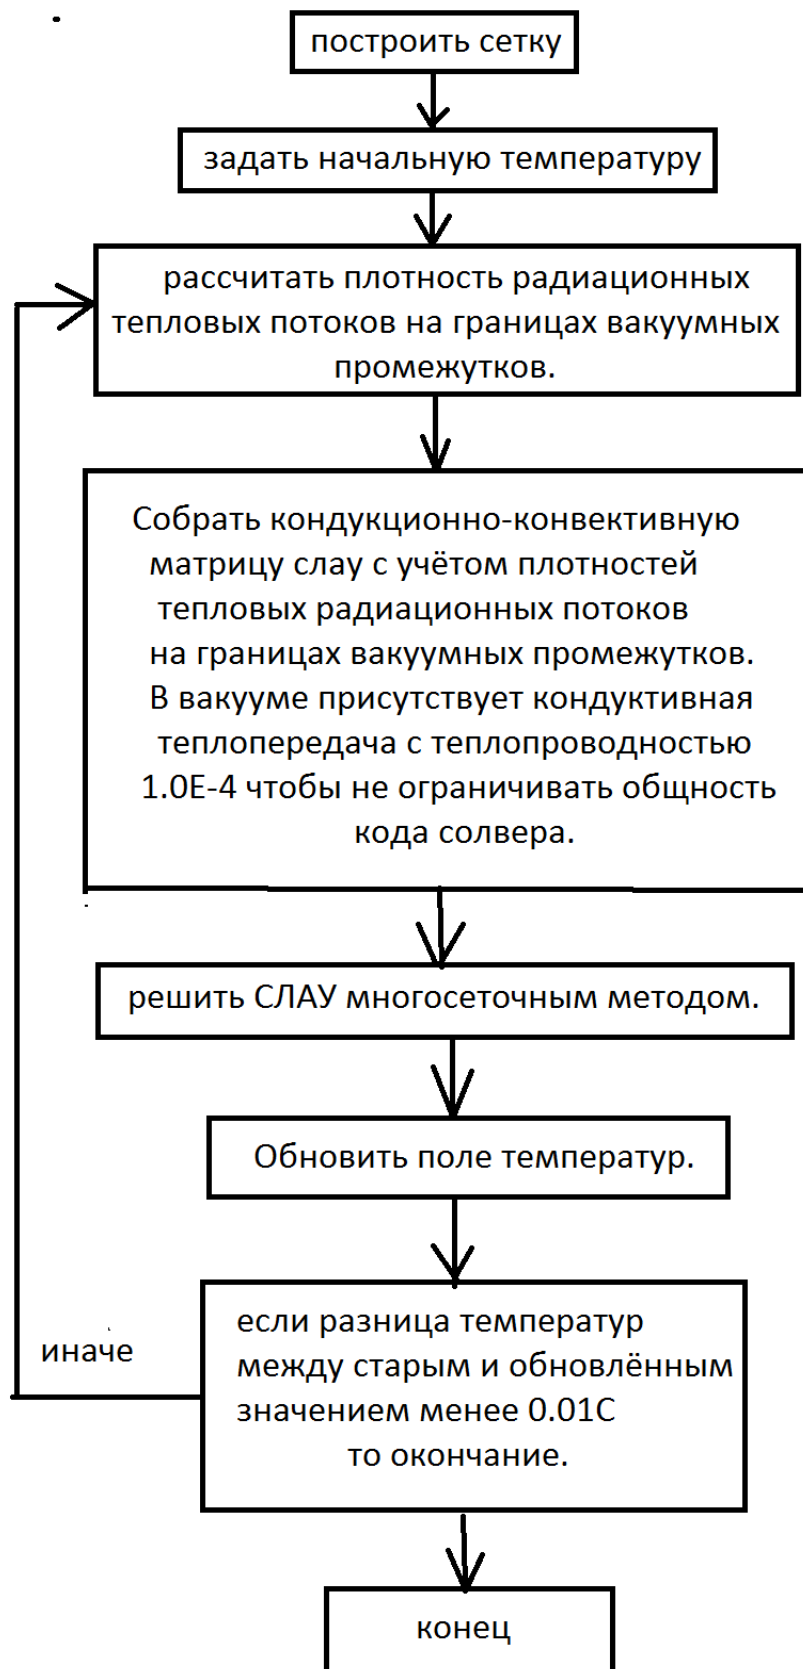 построить сетку
задать начальную температуру
рассчитать плотность радиационных
тепловых потоков на границах вакуумных
промежутков.
Собрать кондукционно-конвективную
матрицу слау с учётом плотностей
тепловых радиационных потоков
на границах вакуумных промежутков.
В вакууме присутствует кондуктивная
теплопередача с теплопроводностью
1.0E-4 чтобы не ограничивать общность
кода солвера.
решить СЛАУ многосеточным методом.
Обновить поле температур.
если разница температур
между старым и обновлённым
значением менее 0.01С
то окончание.
иначе
конец